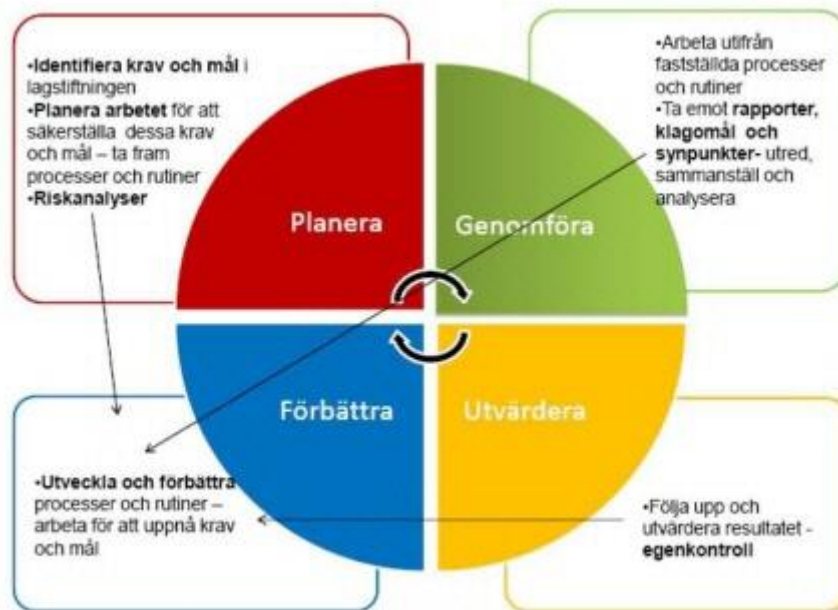 •Identifiera krav och mål i
lagstiftningen
•Planera arbetet för att
säkerställa dessa krav
och mål – ta fram
processer och rutiner
•Riskanalyser
•Arbeta utifrån
fastställda processer
och rutiner
•Ta emot rapporter,
klagomål och
synpunkter- utred,
sammanställ och
analysera
Planera
Genomföra
Förbättra
Utvärdera
•Utveckla och förbättra
processer och rutiner –
arbeta för att uppnå krav
och mål
•Följa upp och
utvärdera resultatet -
egenkontroll